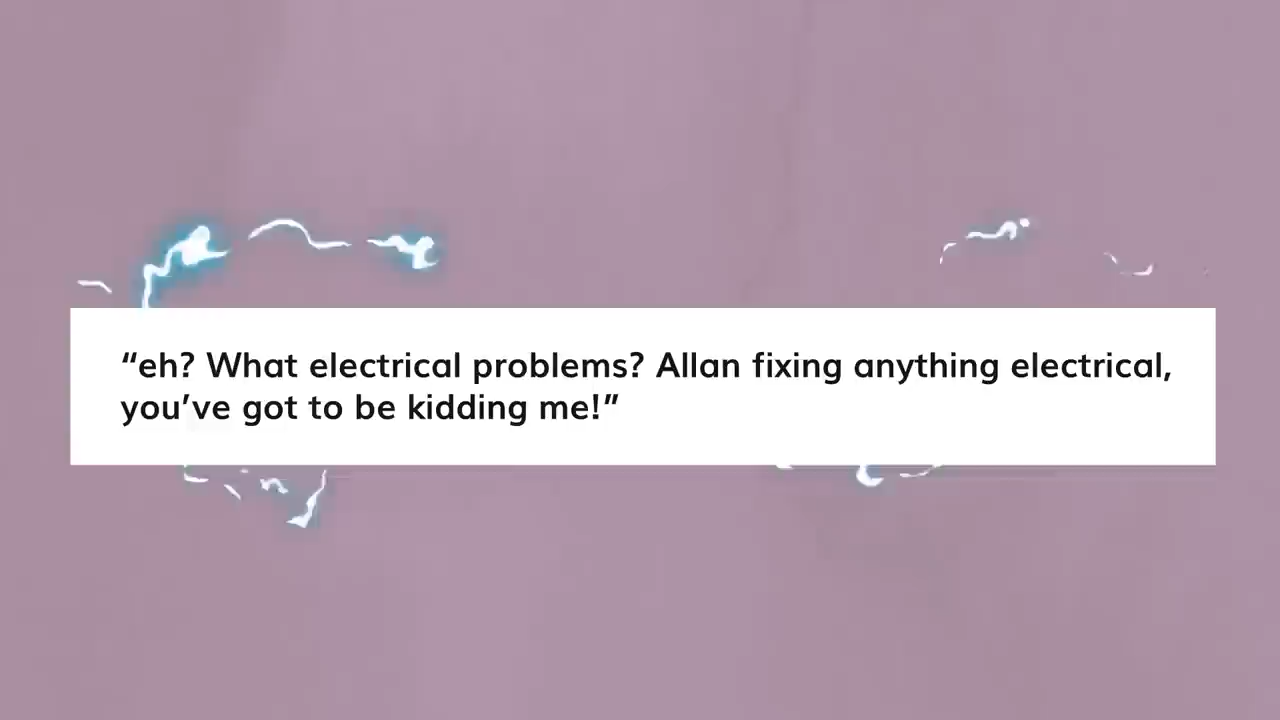 “eh? What electrical problems? Allan fixing anything electrical,
you’ve got to be kidding me!”